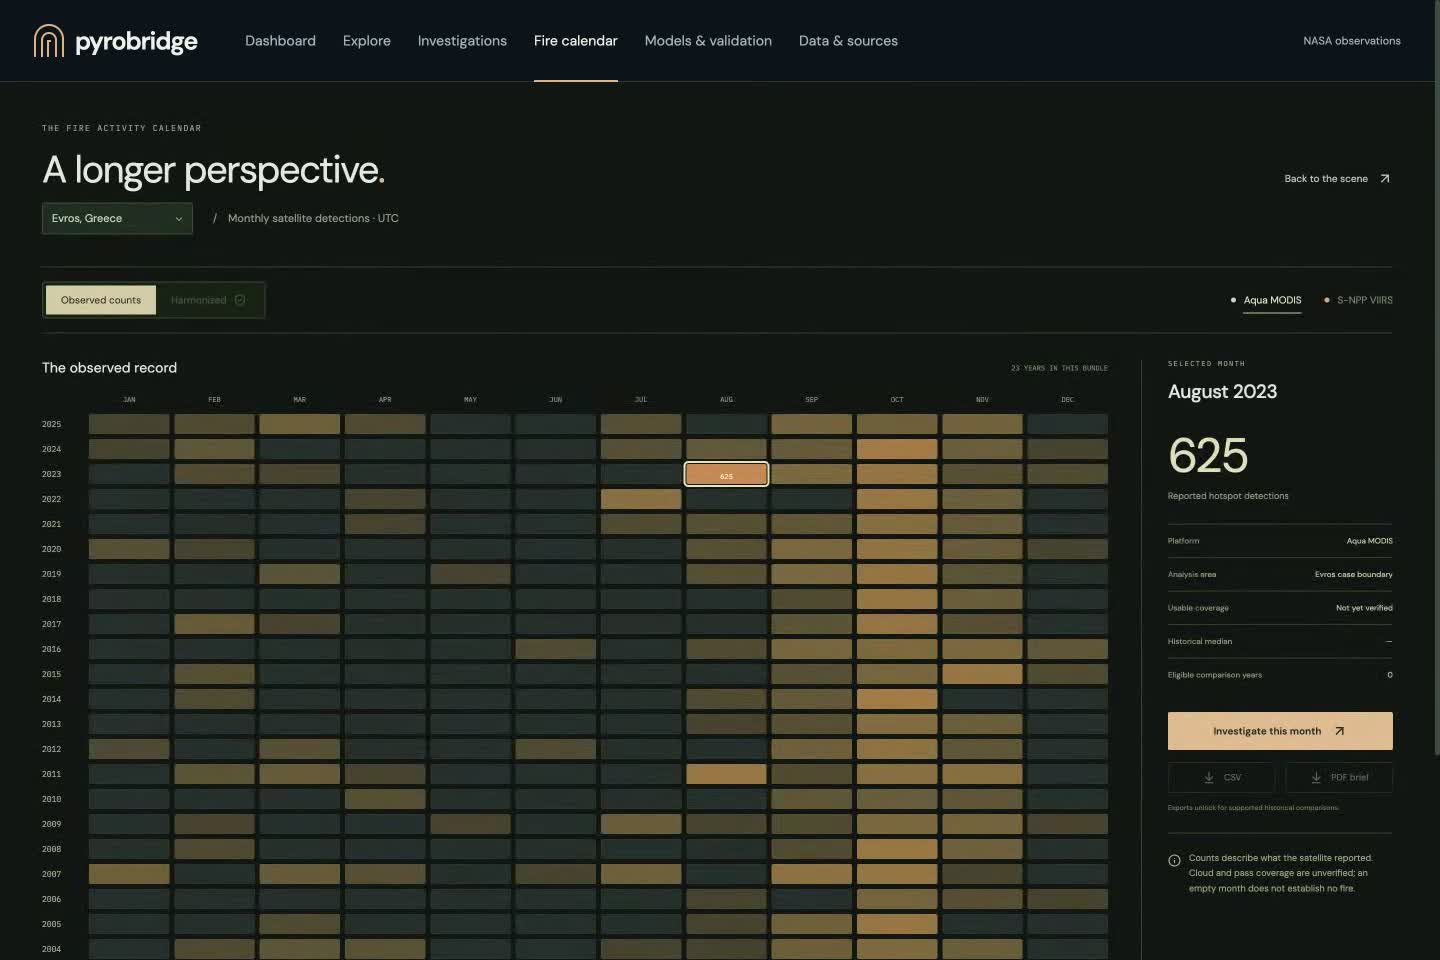 pyrobridge
Dashboard Explore Investigations Fire calendar Models & validation Data & sources
NASA observations
THE FIRE ACTIVITY CALENDAR
A longer perspective.
Back to the scene
Evros, Greece / Monthly satellite detections · UTC
Observed counts Harmonized
Aqua MODIS S-NPP VIIRS
The observed record
23 YEARS IN THIS BUNDLE
JAN FEB MAR APR MAY JUN JUL AUG SEP OCT NOV DEC
2025
2024
2023 625
2022
2021
2020
2019
2018
2017
2016
2015
2014
2013
2012
2011
2010
2009
2008
2007
2006
2005
2004
SELECTED MONTH
August 2023
625
Reported hotspot detections
Platform Aqua MODIS
Analysis area Evros case boundary
Usable coverage Not yet verified
Historical median —
Eligible comparison years 0
Investigate this month
CSV PDF brief
Exports unlock for supported historical comparisons.
Counts describe what the satellite reported.
Cloud and pass coverage are unverified; an
empty month does not establish no fire.